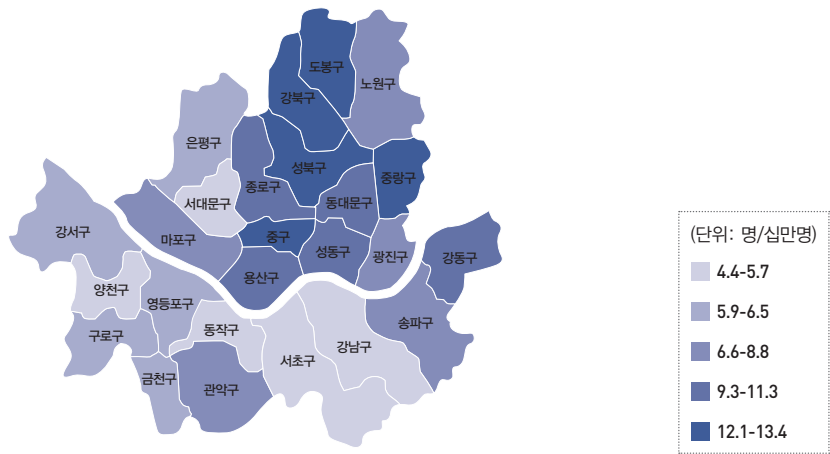 도봉구
노원구
강북구
은평구
성북구
중랑구
종로구
서대문구
동대문구
강서구
마포구
중구
성동구
광진구
강동구
용산구
양천구
영등포구
구로구
동작구
송파구
서초구
강남구
금천구
관악구
(단위: 명/십만명)
4.4-5.7
5.9-6.5
6.6-8.8
9.3-11.3
12.1-13.4